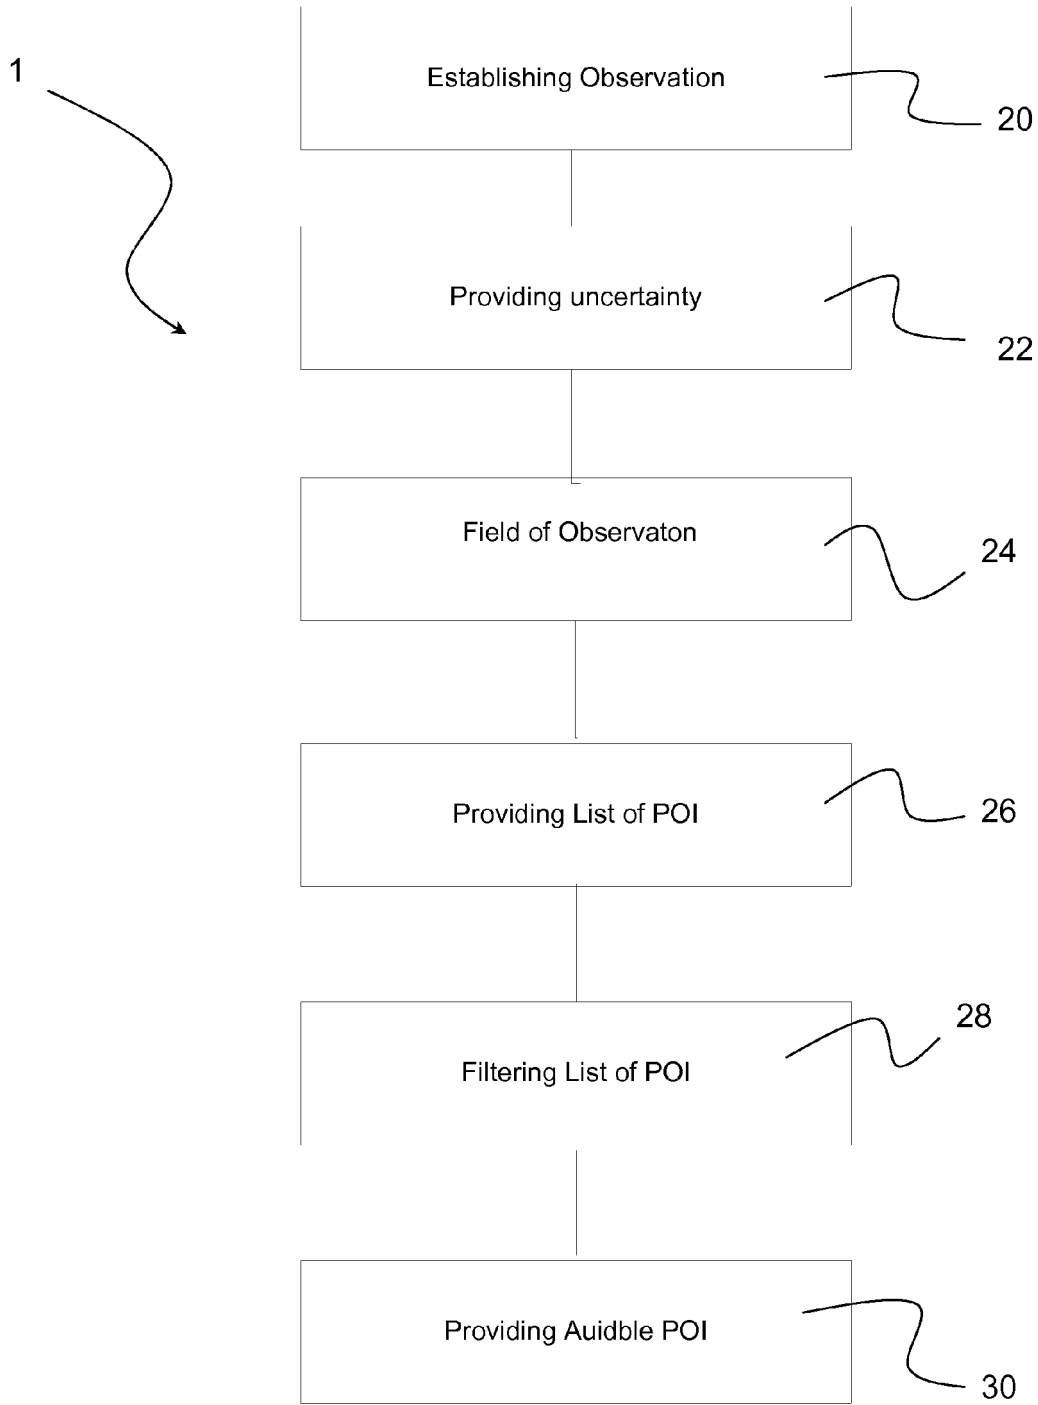 1
Establishing Observation
20
Providing uncertainty
22
Field of Observaton
24
Providing List of POI
26
Filtering List of POI
28
Providing Auidble POI
30